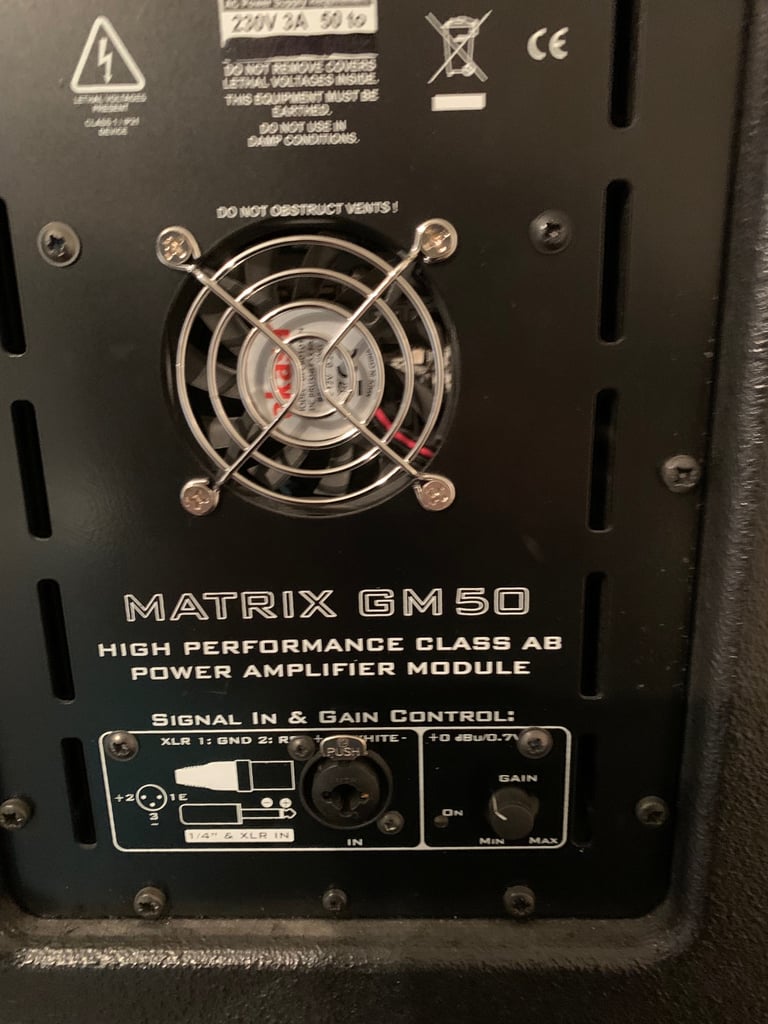 230V 3A 50
DO NOT REMOVE COVERS
LETHAL VOLTAGES INSIDE.
THIS EQUIPMENT MUST BE
EARTHED.
DO NOT USE IN
DAMP CONDITIONS.
LETHAL VOLTAGES
PRESENT
CLASS 1 /
DEVICE
CE
DO NOT OBSTRUCT VENTS !
MATRIX GM50
HIGH PERFORMANCE CLASS AB
POWER AMPLIFIER MODULE
SIGNAL IN & GAIN CONTROL:
XLR 1: GND 2:
+0 dBu/0.7V
PUSH
GAIN
+2
1E
3
-
ON
1/4" & XLR IN
IN
MIN
MAX